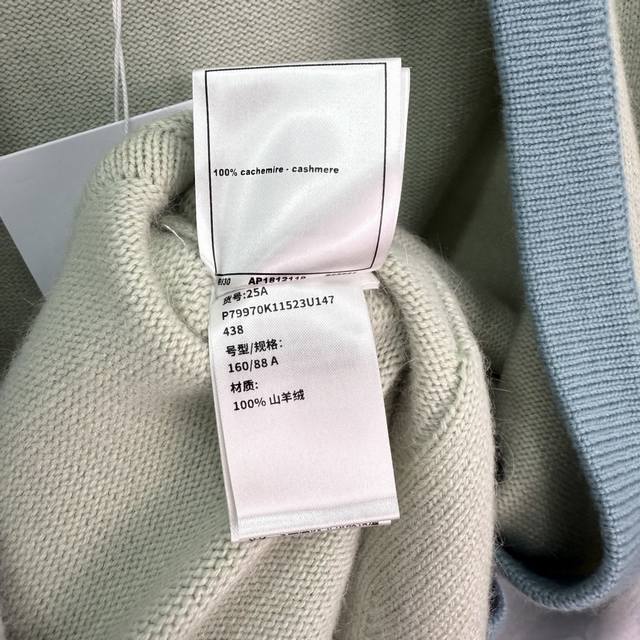 100% cachemire - cashmere
货号:25A
P79970K11523U147
438
号型/规格:
160/88 A
材质:
100% 山羊绒